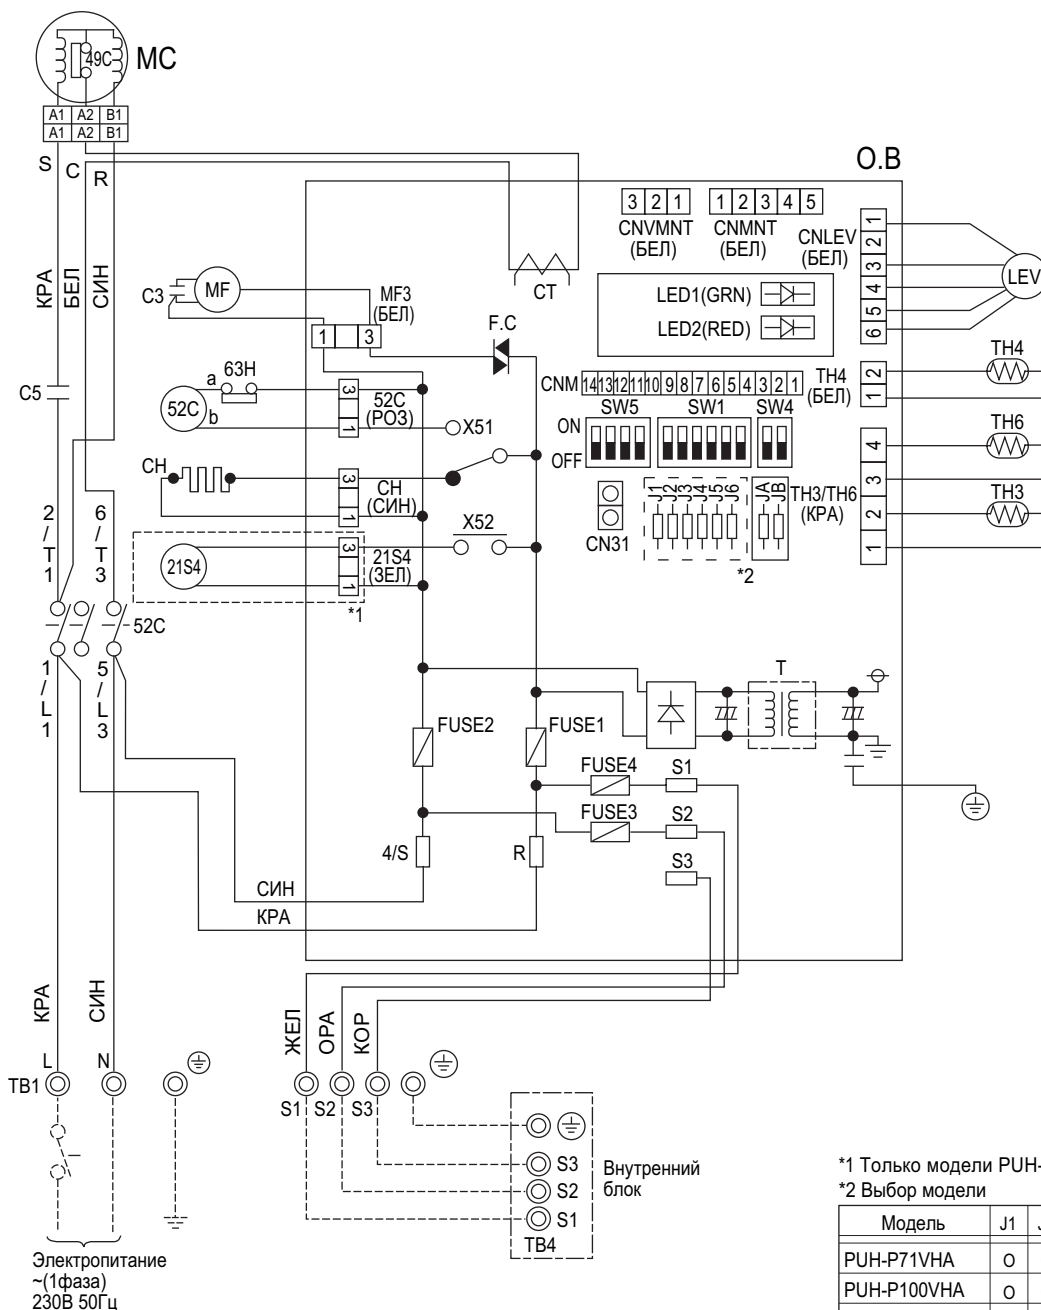 49C
MC
A1 A2 B1
A1 A2 B1
S C R
КРА БЕЛ СИН
O.B
3 2 1
CNVMNT
(БЕЛ)
1 2 3 4 5
CNMNT
(БЕЛ)
CNLEV
(БЕЛ)
1
2
3
4
5
6
LEV
C3
MF
MF3
(БЕЛ)
1 3
CT
F.C
LED1(GRN)
LED2(RED)
TH4
TH4
(БЕЛ)
2
1
C5
52C
a
b
63H
3
1
52C
(РОЗ)
X51
CNM
14 13 12 11 10 9 8 7 6 5 4 3 2 1
SW5 SW1 SW4
ON
OFF
TH6
CH
3
1
CH
(СИН)
X52
CN31
J1 J2 J3 J4 J5 J6
JA JB
*2
TH3/TH6
(КРА)
4
3
2
1
TH3
2/T1
6/T3
21S4
3
1
21S4
(ЗЕЛ)
*1
52C
1/L1
5/L3
T
FUSE2
FUSE1
FUSE4
S1
FUSE3
S2
S3
4/S
R
СИН
КРА
КРА СИН
ЖЕЛ ОРА КОР
L N
TB1
S1 S2 S3
S3
S2
S1
TB4
Внутренний
блок
Электропитание
~(1фаза)
230В 50Гц
*1 Только модели PUH-
*2 Выбор модели
Модель J1
PUH-P71VHA O
PUH-P100VHA O